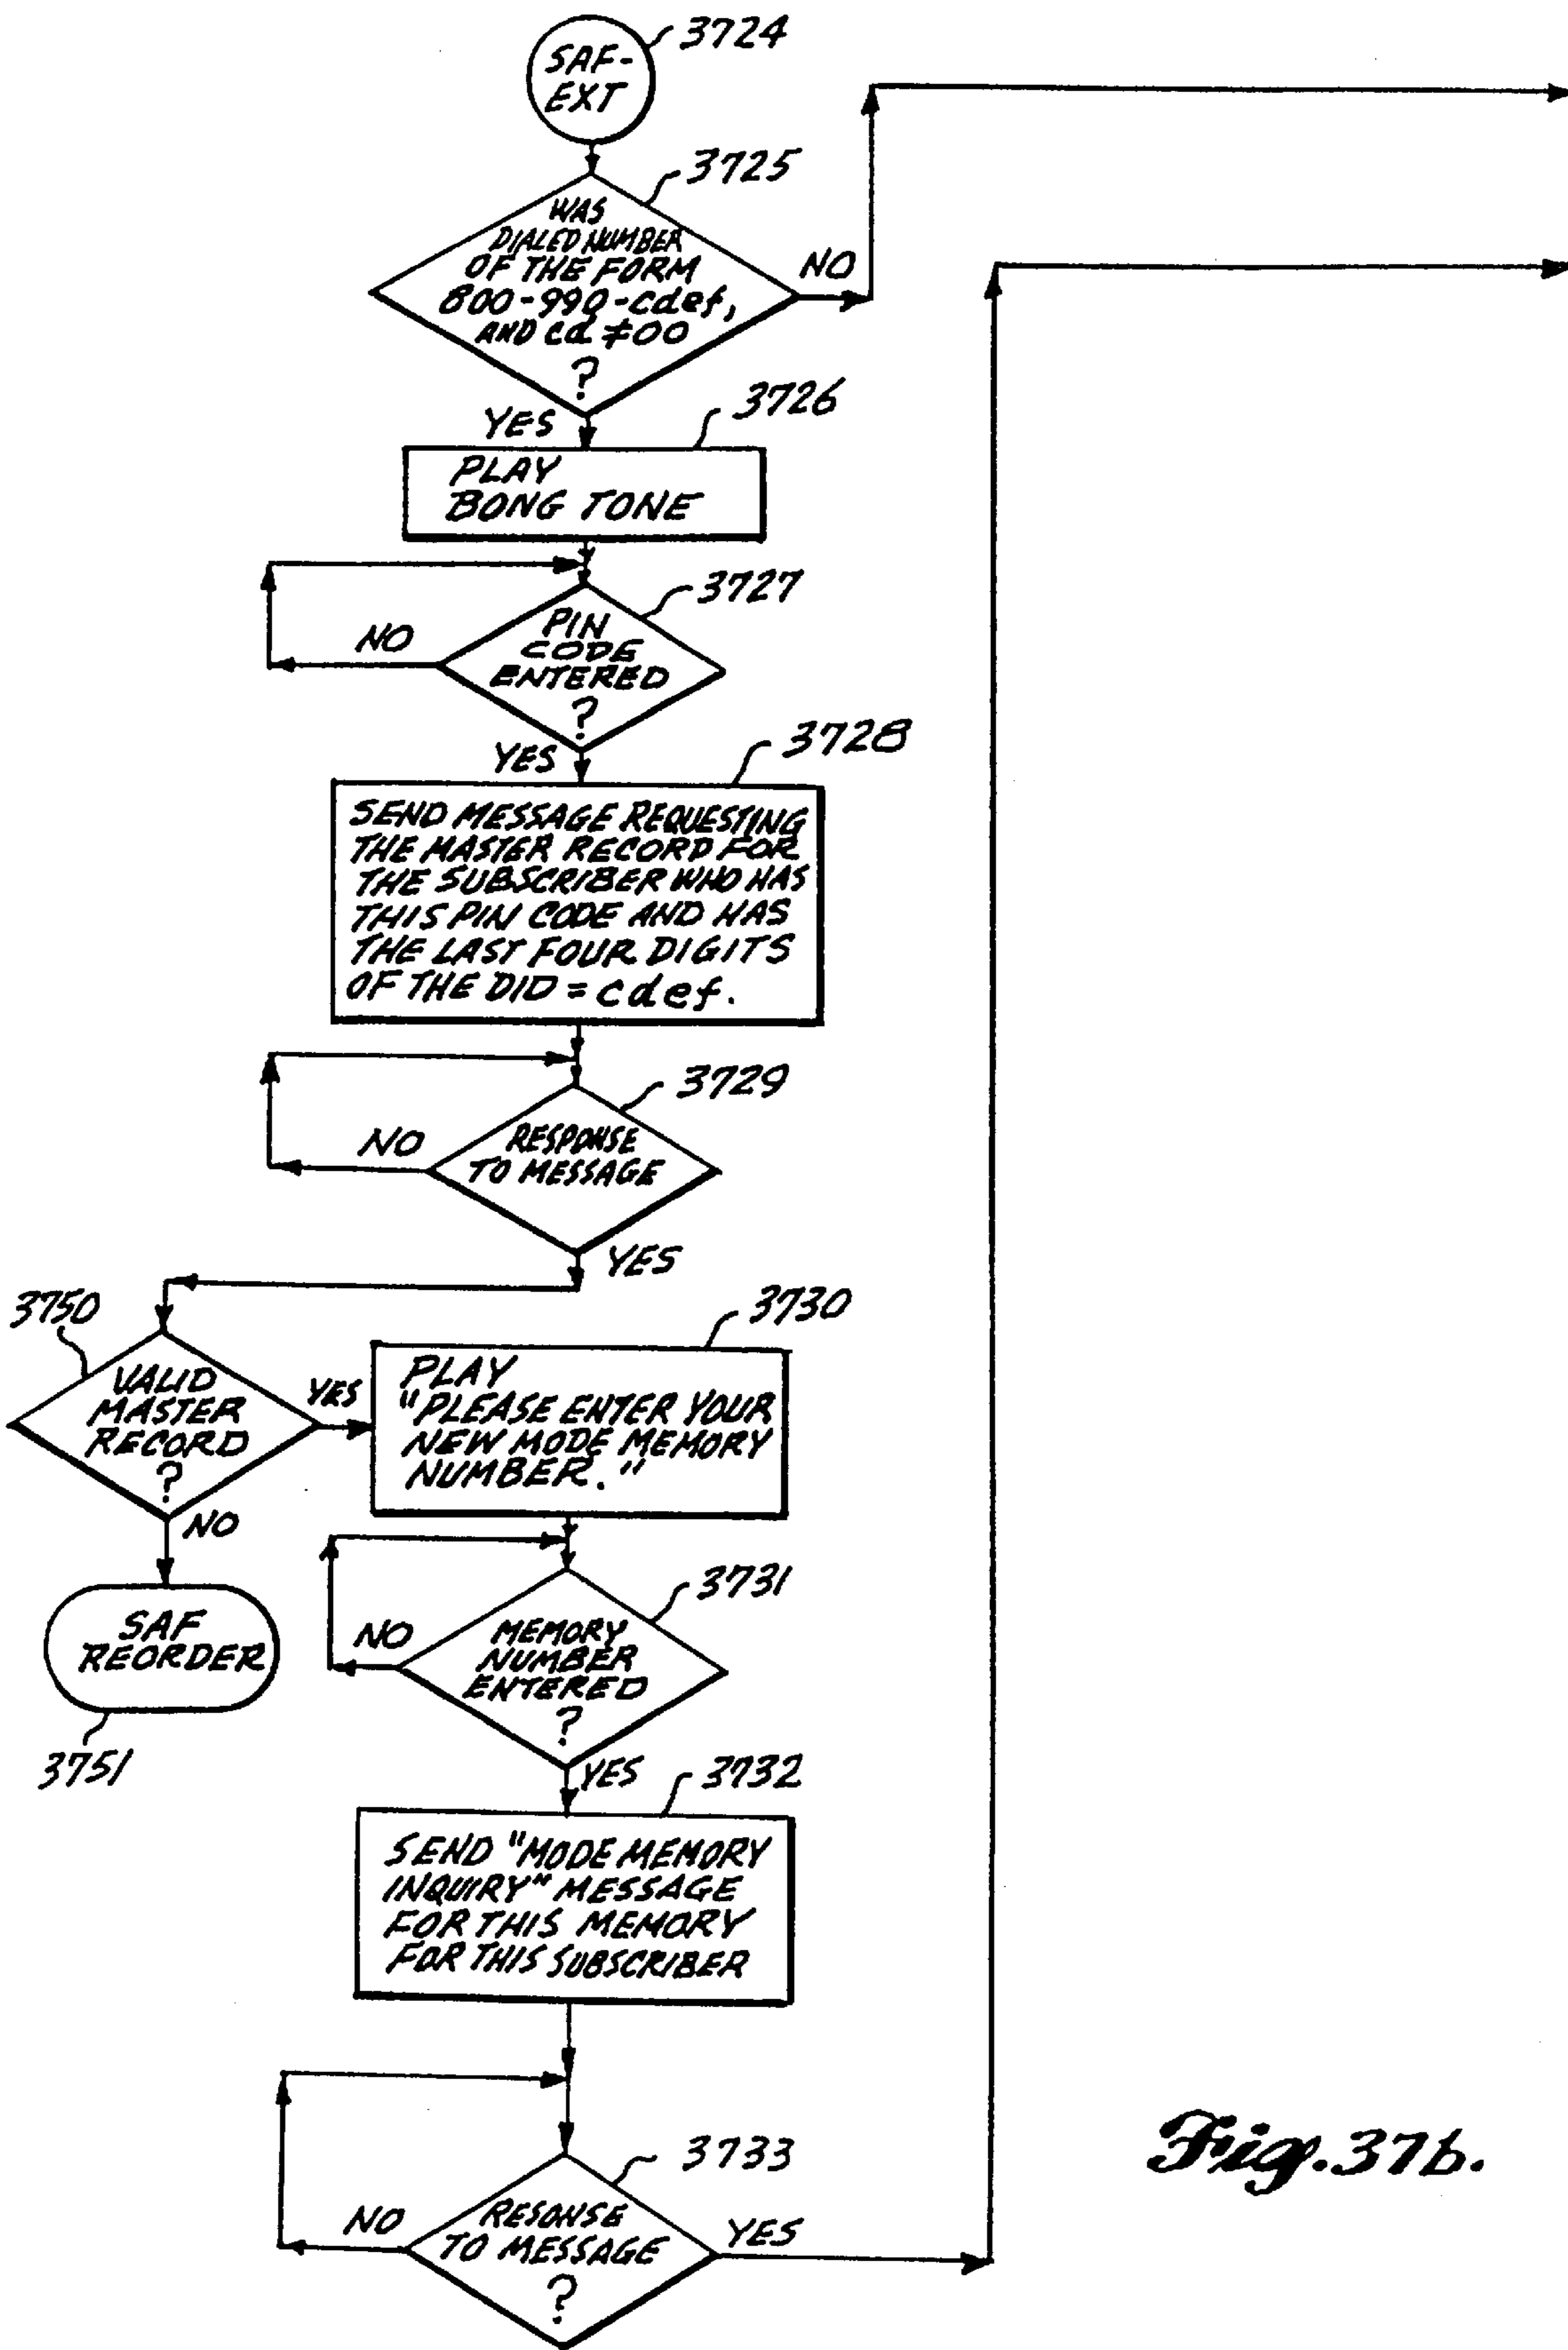 3724
SAF-
EXT
3725
WAS
DIALED NUMBER
OF THE FORM
800-990-cdef,
AND cd ≠ 00
?
NO
YES
3726
PLAY
BONG TONE
3727
PIN
CODE
ENTERED
?
NO
YES
3728
SEND MESSAGE REQUESTING
THE MASTER RECORD FOR
THE SUBSCRIBER WHO HAS
THIS PIN CODE AND HAS
THE LAST FOUR DIGITS
OF THE DID = cdef.
3729
RESPONSE
TO MESSAGE
NO
YES
3750
VALID
MASTER
RECORD
?
YES
NO
SAF
REORDER
3751
3730
PLAY
"PLEASE ENTER YOUR
NEW MODE MEMORY
NUMBER."
3731
MEMORY
NUMBER
ENTERED
?
NO
YES
3732
SEND "MODE MEMORY
INQUIRY" MESSAGE
FOR THIS MEMORY
FOR THIS SUBSCRIBER
3733
RESONSE
TO MESSAGE
?
NO
YES
Fig. 37b.